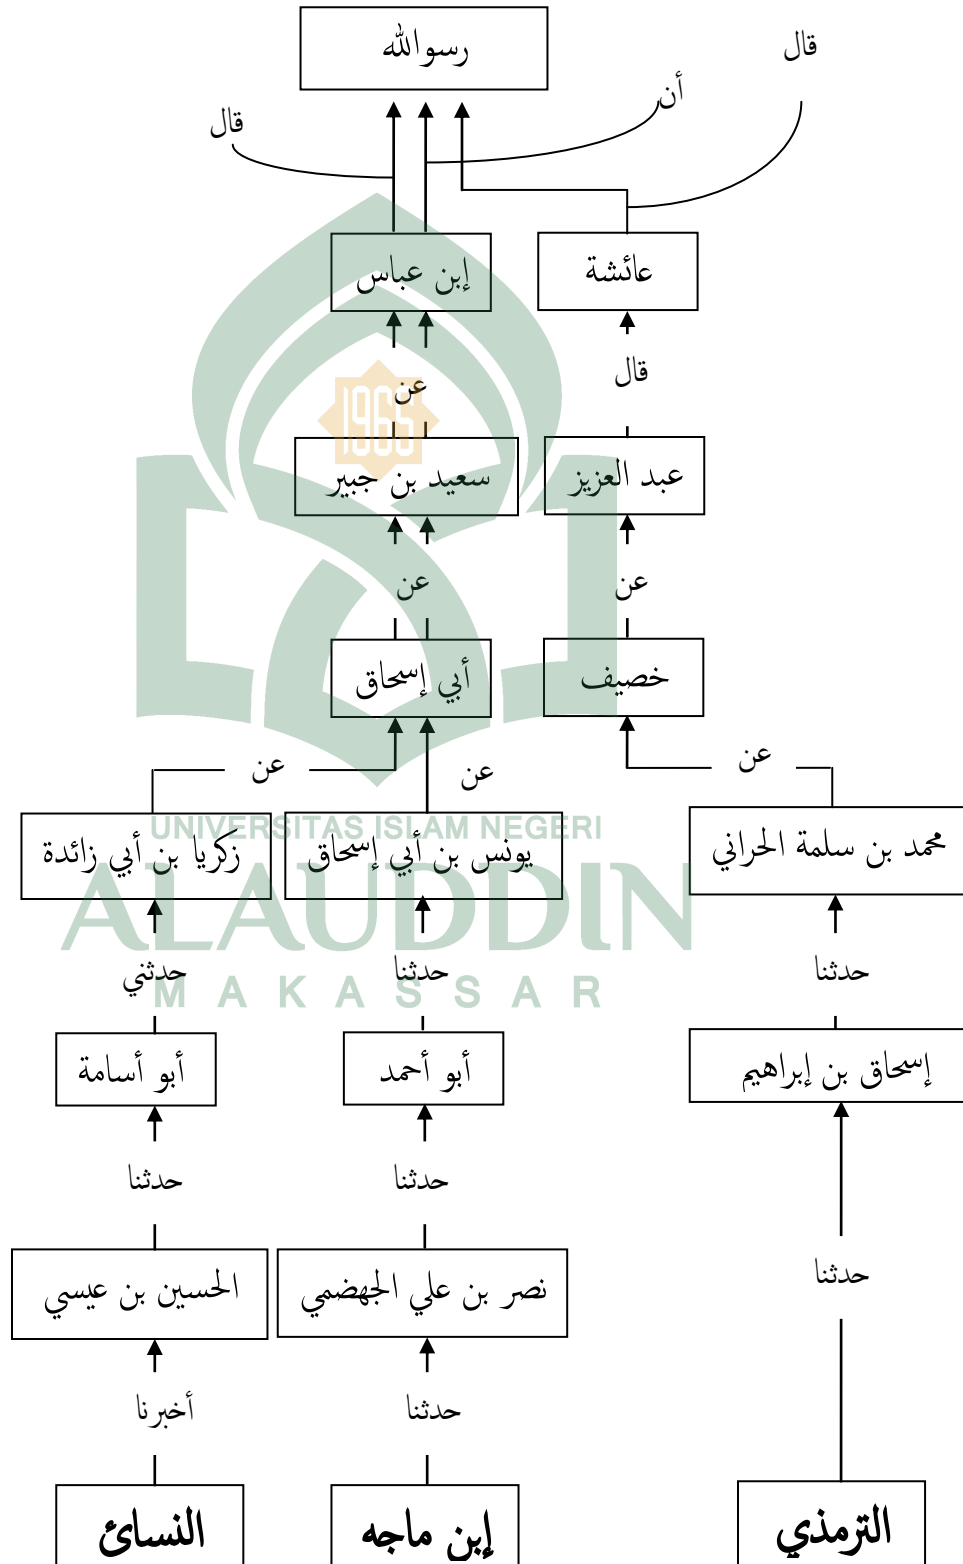 رسوالله
قال
أن
قال
إبن عباس
عائشة
عن
قال
1965
سعيد بن جبير
عبد العزيز
عن
عن
أبي إسحاق
خصيف
عن
عن
عن
زكريا بن أبي زائدة
يونس بن أبي إسحاق
محمد بن سلمة الحراني
UNIVERSITAS ISLAM NEGERI
ALAUDDIN
MAKASSAR
حدثني
حدثنا
حدثنا
أبو أسامة
أبو أحمد
إسحاق بن إبراهيم
حدثنا
حدثنا
حدثنا
الحسين بن عيسي
نصر بن علي الجهضمي
أخبرنا
حدثنا
النسائ
إبن ماجه
الترمذي